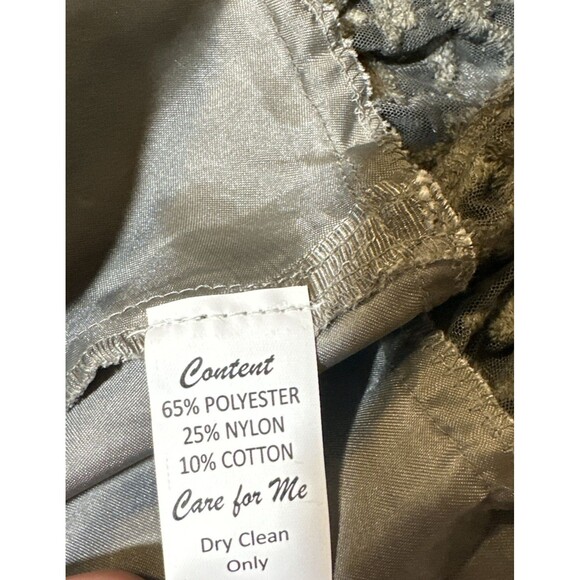 Content
65% POLYESTER
25% NYLON
10% COTTON
Care for Me
Dry Clean
Only